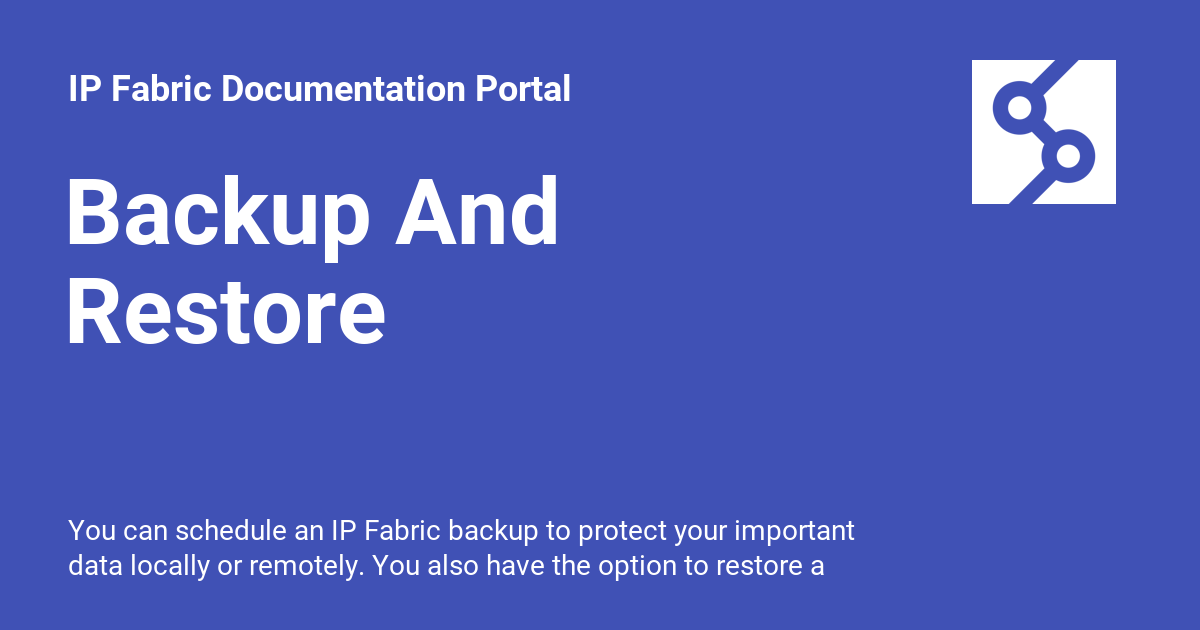 IP Fabric Documentation Portal
Backup And
Restore
You can schedule an IP Fabric backup to protect your important
data locally or remotely. You also have the option to restore a